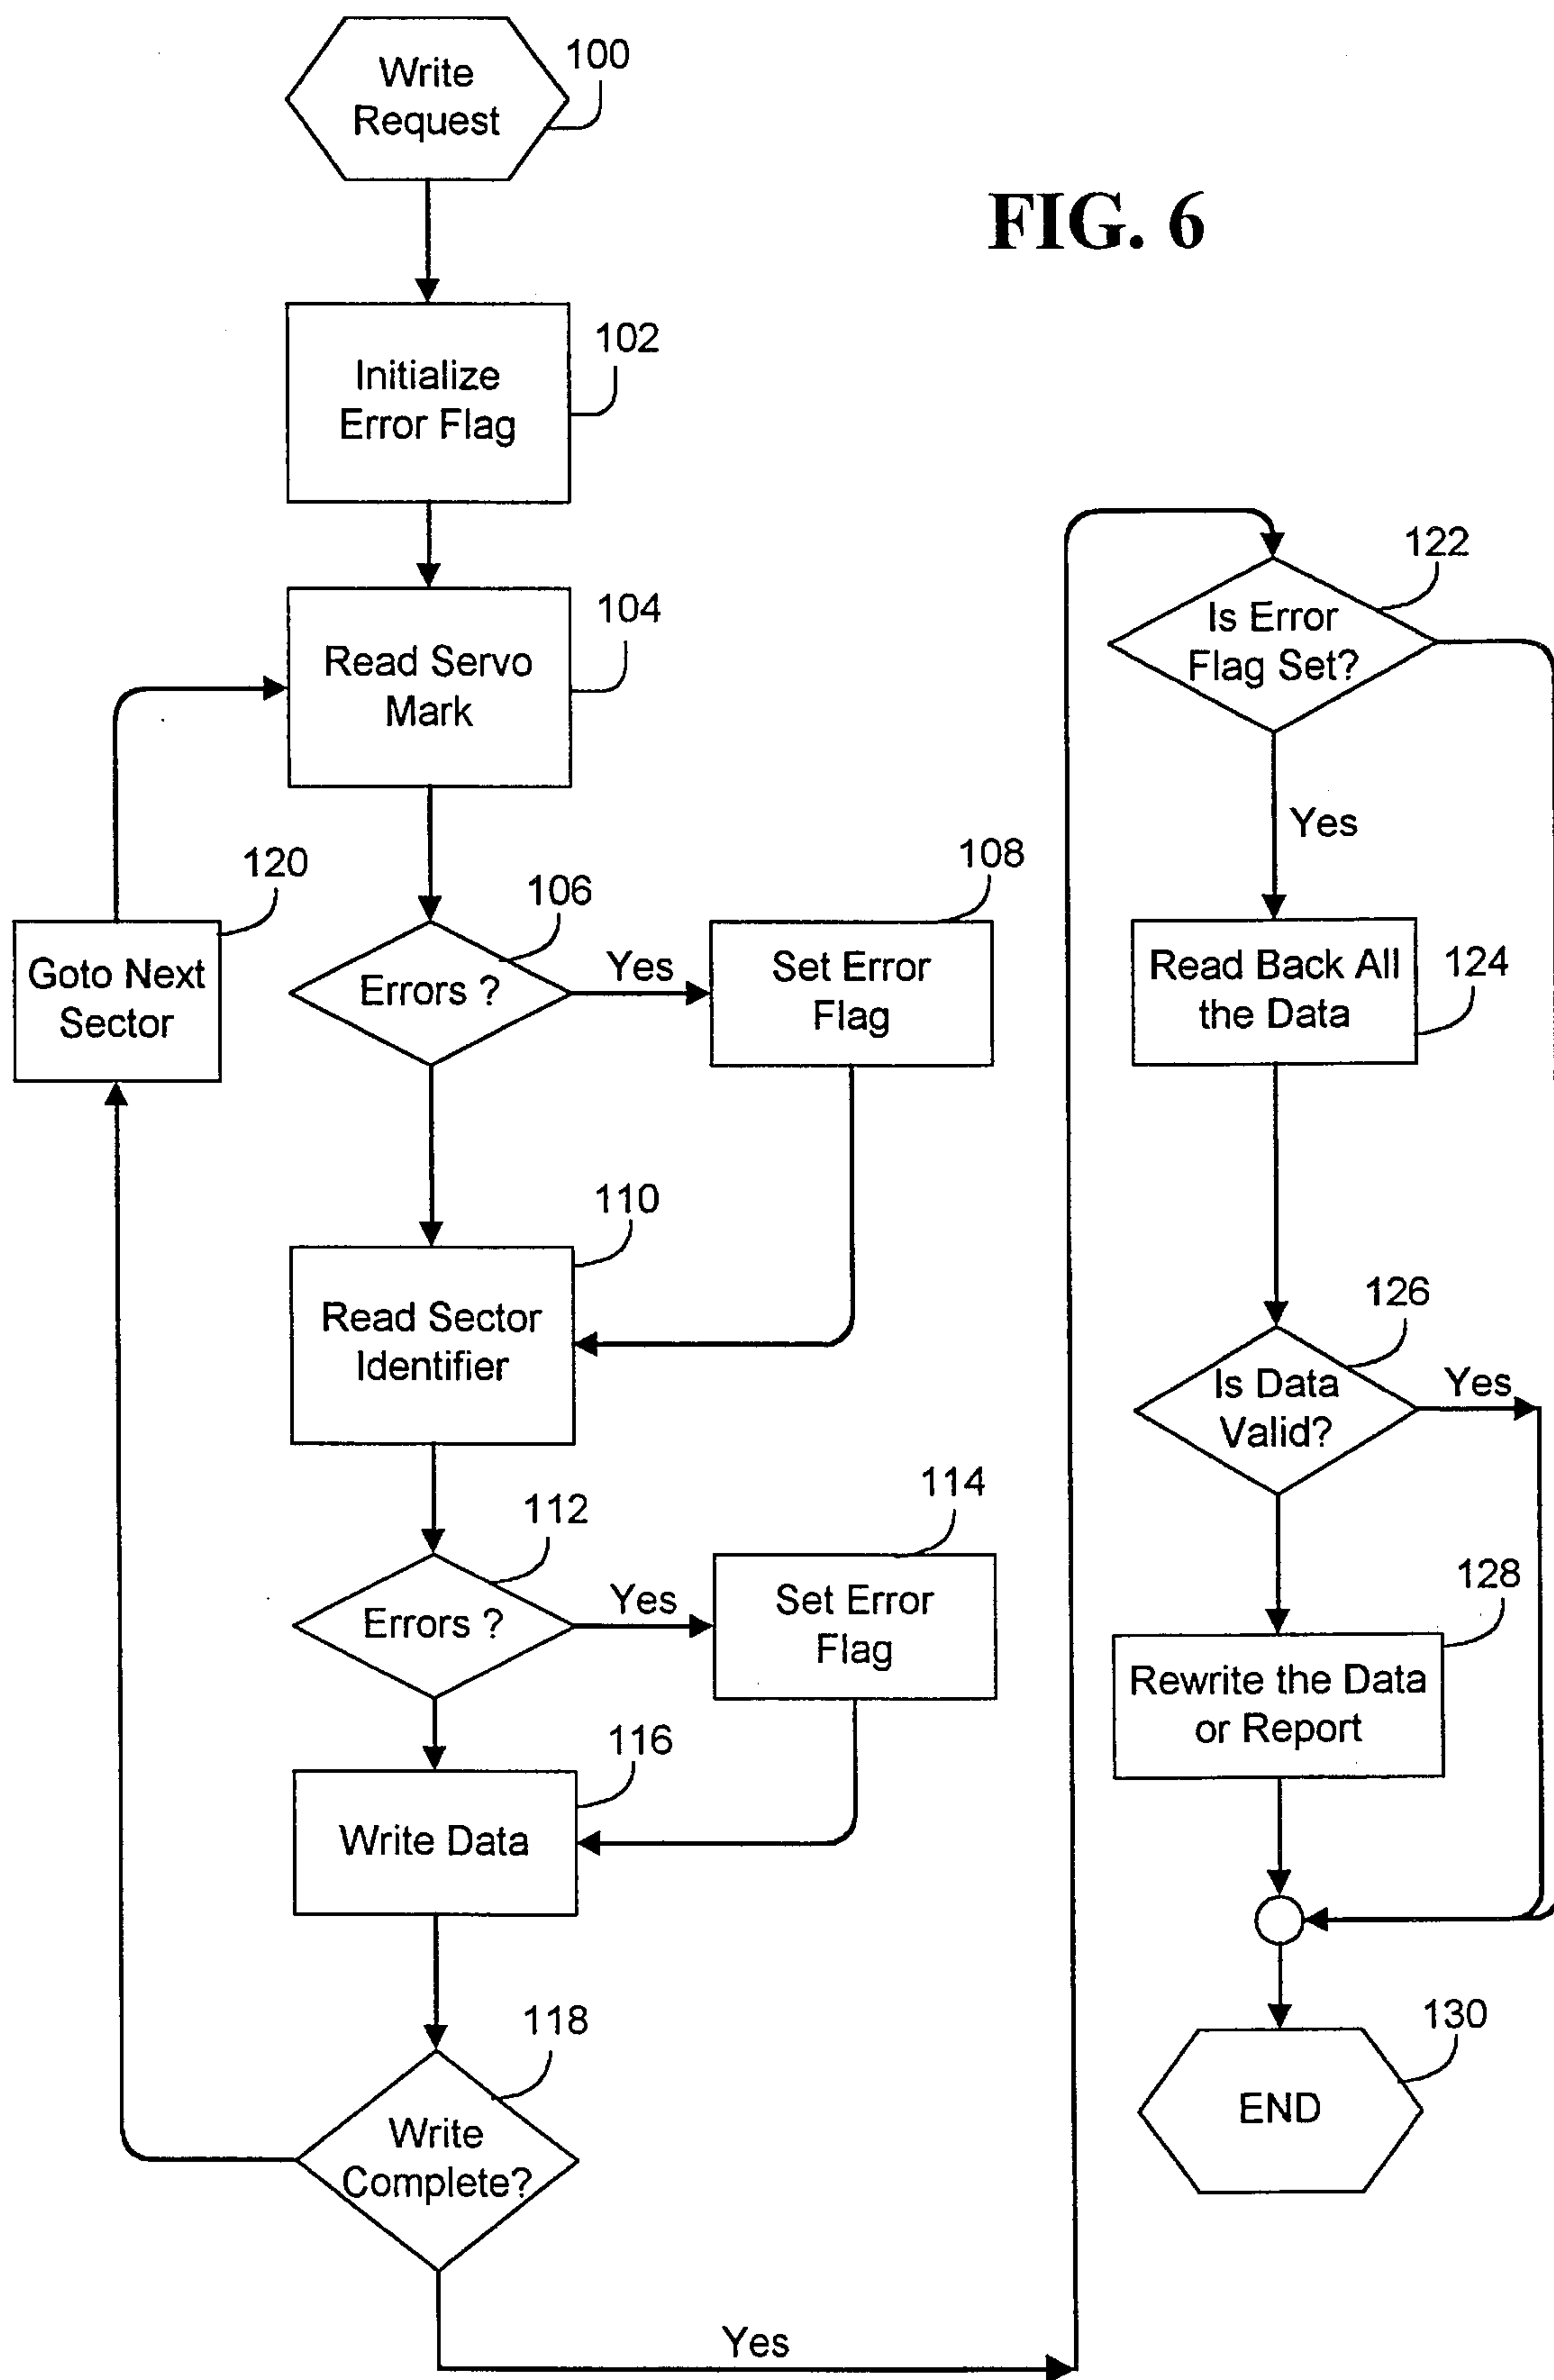 Write
Request
100
FIG. 6
Initialize
Error Flag
102
Read Servo
Mark
104
120
Goto Next
Sector
106
Errors ?
Yes
108
Set Error
Flag
110
Read Sector
Identifier
112
Errors ?
Yes
114
Set Error
Flag
116
Write Data
118
Write
Complete?
Yes
122
Is Error
Flag Set?
Yes
Read Back All
the Data
124
126
Is Data
Valid?
Yes
128
Rewrite the Data
or Report
130
END